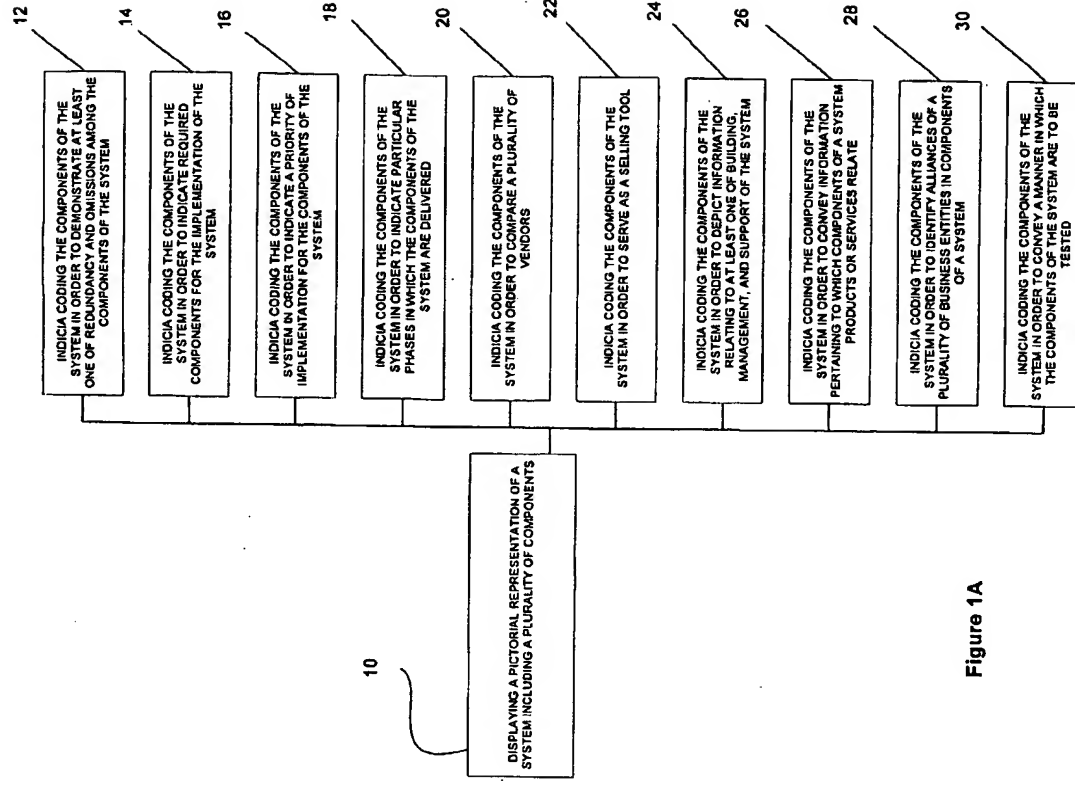 10
DISPLAYING A PICTORIAL REPRESENTATION OF A
SYSTEM INCLUDING A PLURALITY OF COMPONENTS
INDICIA CODING THE COMPONENTS OF THE
SYSTEM IN ORDER TO DEMONSTRATE AT LEAST
ONE OF REDUNDANCY AND OMISSIONS AMONG THE
COMPONENTS OF THE SYSTEM
12
INDICIA CODING THE COMPONENTS OF THE
SYSTEM IN ORDER TO INDICATE REQUIRED
COMPONENTS FOR THE IMPLEMENTATION OF THE
SYSTEM
14
INDICIA CODING THE COMPONENTS OF THE
SYSTEM IN ORDER TO INDICATE A PRIORITY OF
IMPLEMENTATION FOR THE COMPONENTS OF THE
SYSTEM
16
INDICIA CODING THE COMPONENTS OF THE
SYSTEM IN ORDER TO INDICATE PARTICULAR
PHASES IN WHICH THE COMPONENTS OF THE
SYSTEM ARE DELIVERED
18
INDICIA CODING THE COMPONENTS OF THE
SYSTEM IN ORDER TO COMPARE A PLURALITY OF
VENDORS
20
INDICIA CODING THE COMPONENTS OF THE
SYSTEM IN ORDER TO SERVE AS A SELLING TOOL
22
INDICIA CODING THE COMPONENTS OF THE
SYSTEM IN ORDER TO DEPICT INFORMATION
RELATING TO AT LEAST ONE OF BUILDING,
MANAGEMENT, AND SUPPORT OF THE SYSTEM
24
INDICIA CODING THE COMPONENTS OF THE
SYSTEM IN ORDER TO CONVEY INFORMATION
PERTAINING TO WHICH COMPONENTS OF A SYSTEM
PRODUCTS OR SERVICES RELATE
26
INDICIA CODING THE COMPONENTS OF THE
SYSTEM IN ORDER TO IDENTIFY ALLIANCES OF A
PLURALITY OF BUSINESS ENTITIES IN COMPONENTS
OF A SYSTEM
28
INDICIA CODING THE COMPONENTS OF THE
SYSTEM IN ORDER TO CONVEY A MANNER IN WHICH
THE COMPONENTS OF THE SYSTEM ARE TO BE
TESTED
30
Figure 1A